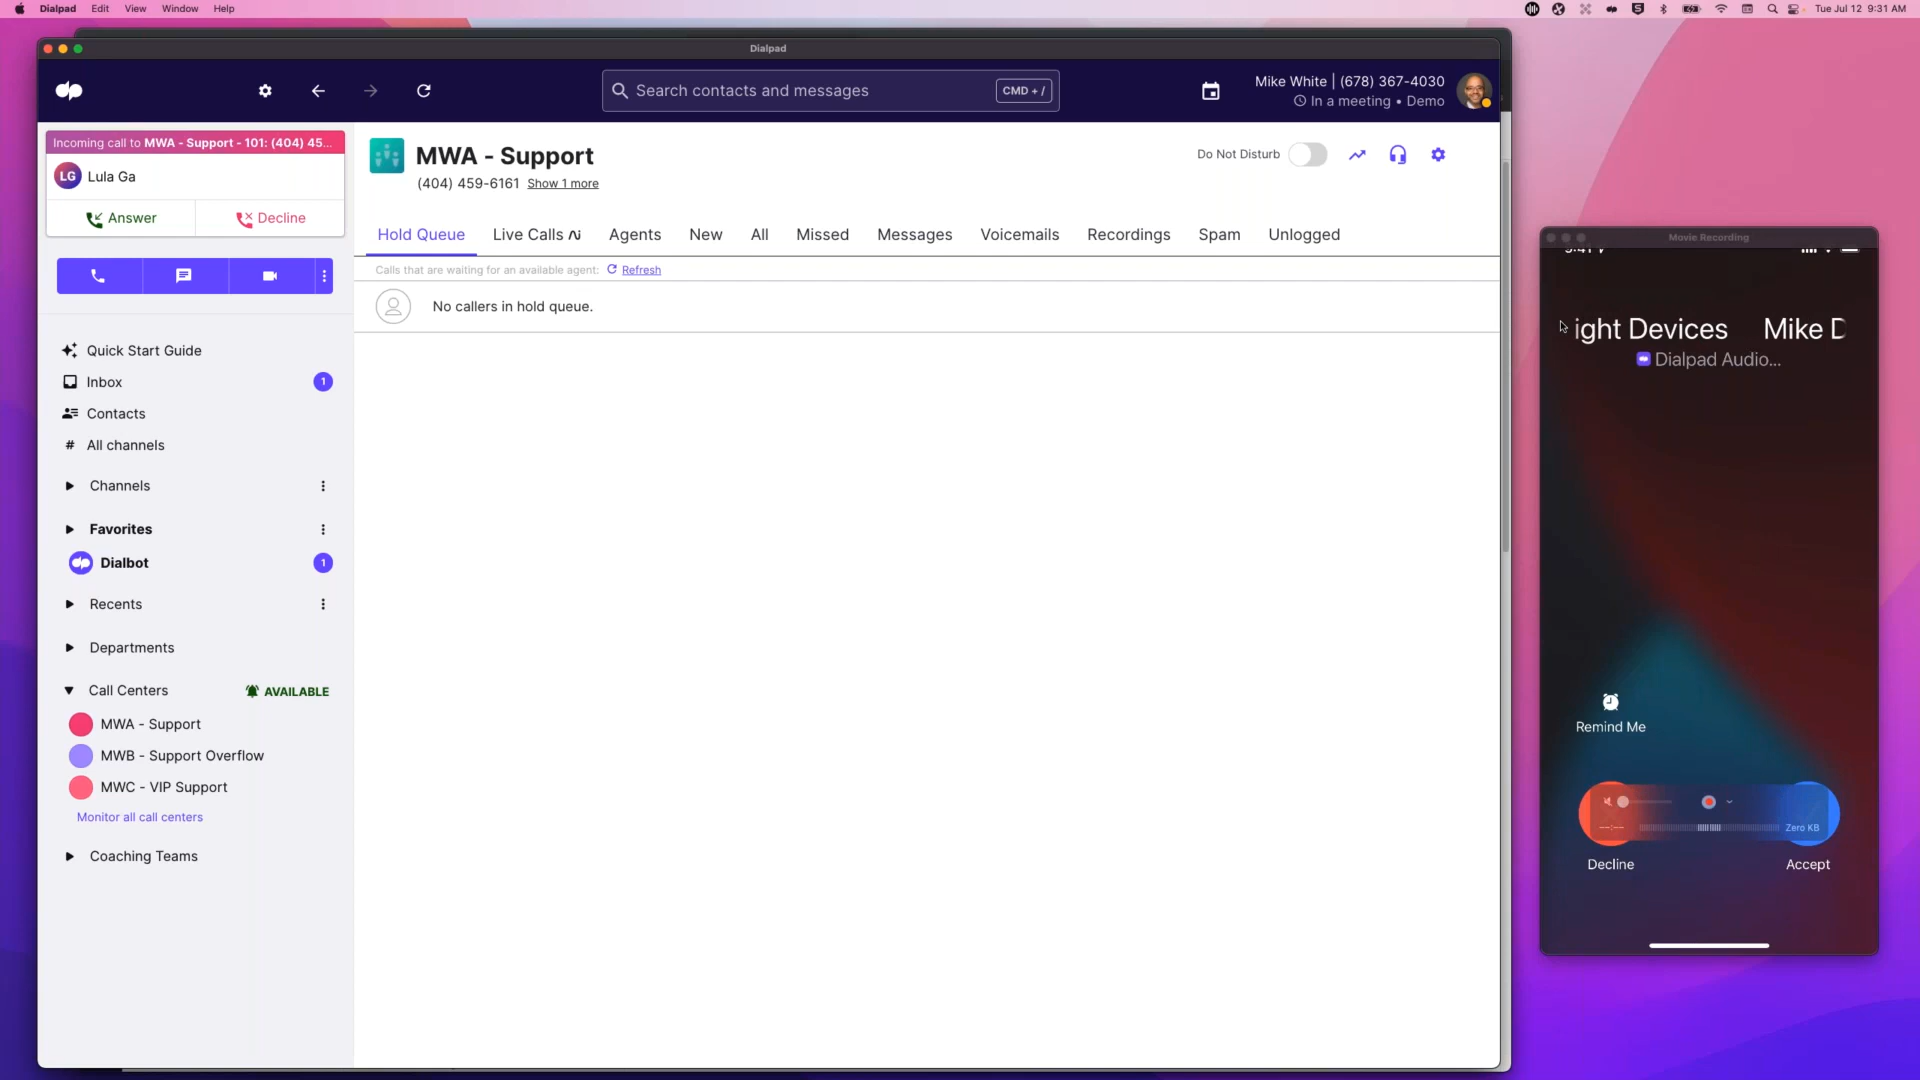 Dialpad Edit View Window Help
Tue Jul 12 9:31 AM
Dialpad
Search contacts and messages
CMD + /
Mike White | (678) 367-4030
In a meeting • Demo
Incoming call to MWA - Support - 101: (404) 45...
LG Lula Ga
Answer Decline
MWA - Support
(404) 459-6161 Show 1 more
Do Not Disturb
Hold Queue Live Calls Agents New All Missed Messages Voicemails Recordings Spam Unlogged
Calls that are waiting for an available agent: Refresh
No callers in hold queue.
Quick Start Guide
Inbox 1
Contacts
# All channels
Channels
Favorites
Dialbot 1
Recents
Departments
Call Centers AVAILABLE
MWA - Support
MWB - Support Overflow
MWC - VIP Support
Monitor all call centers
Coaching Teams
Movie Recording
ight Devices Mike D
Dialpad Audio...
Remind Me
--:-- Zero KB
Decline Accept